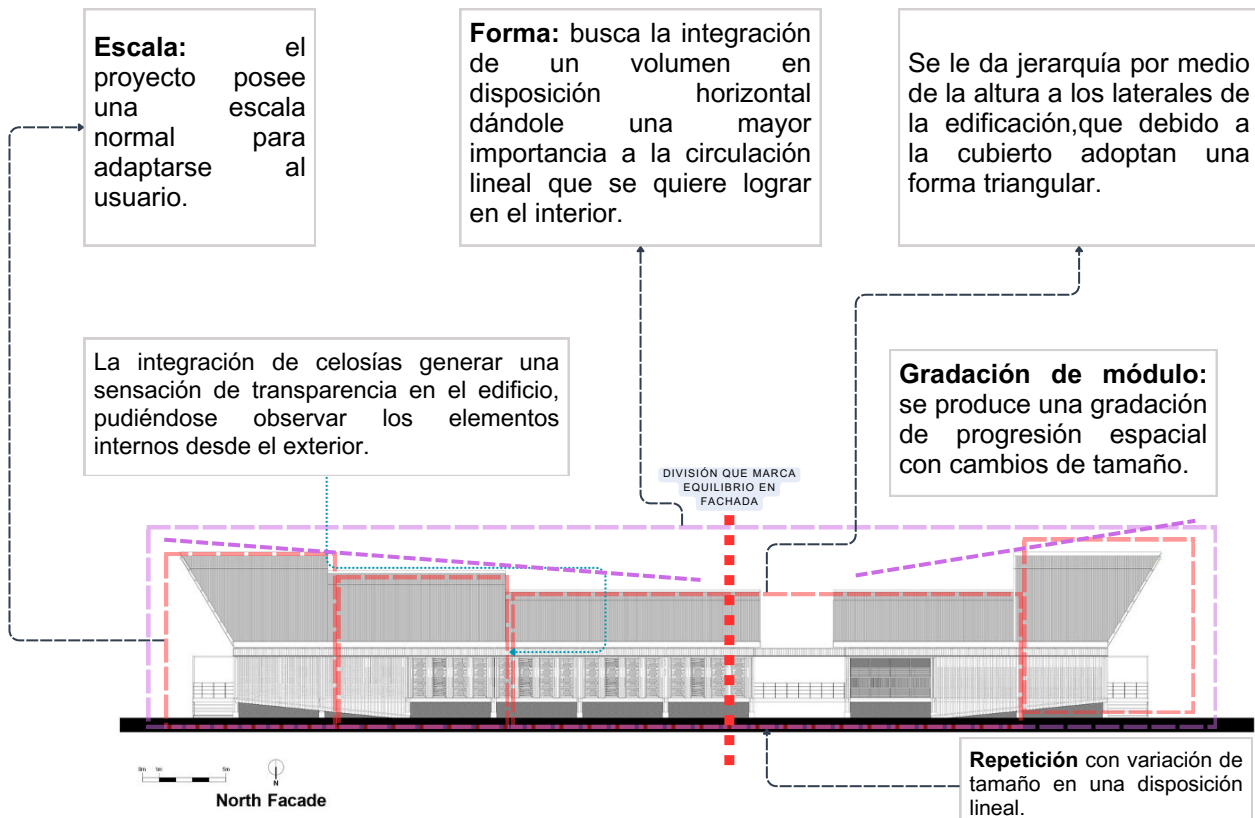 Escala: el
proyecto posee
una escala
normal para
adaptarse al
usuario.
Forma: busca la integración
de un volumen en
disposición horizontal
dándole una mayor
importancia a la circulación
lineal que se quiere lograr
en el interior.
Se le da jerarquía por medio
de la altura a los laterales de
la edificación,que debido a
la cubierto adoptan una
forma triangular.
La integración de celosías generar una
sensación de transparencia en el edificio,
pudiéndose observar los elementos
internos desde el exterior.
Gradación de módulo:
se produce una gradación
de progresión espacial
con cambios de tamaño.
DIVISIÓN QUE MARCA
EQUILIBRIO EN
FACHADA
0m 1m 5m
N
North Facade
Repetición con variación de
tamaño en una disposición
lineal.